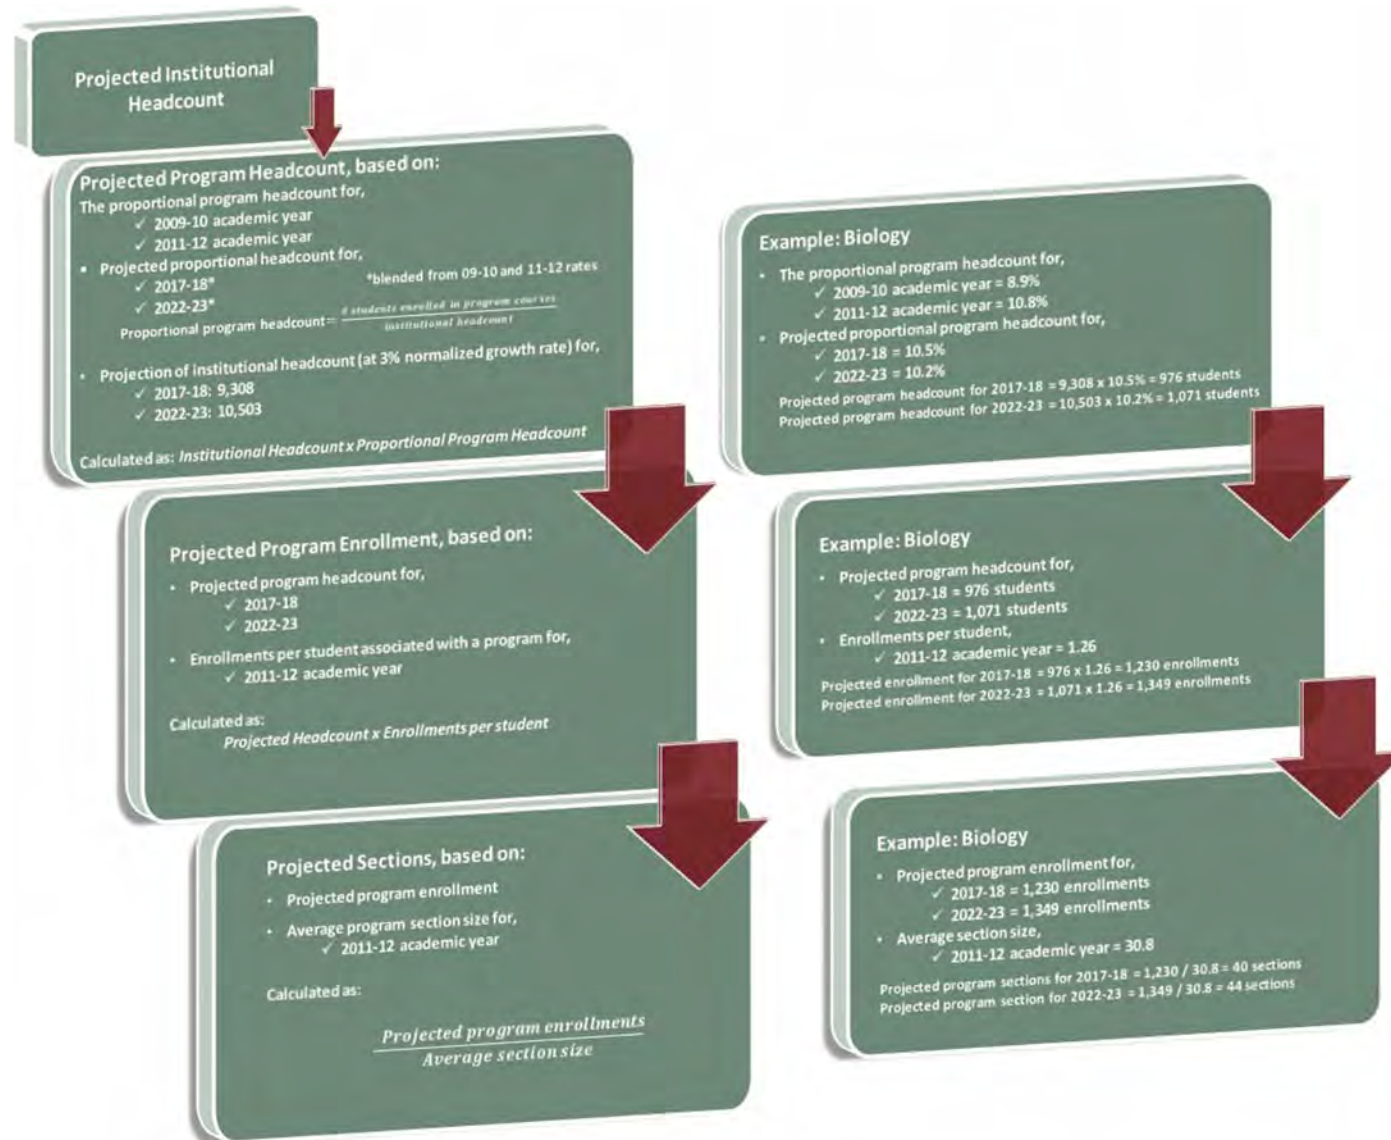 Projected Institutional
Headcount
Projected Program Headcount, based on:
The proportional program headcount for,
✓ 2009-10 academic year
✓ 2011-12 academic year
▪ Projected proportional headcount for,
✓ 2017-18*
*blended from 09-10 and 11-12 rates
✓ 2022-23*
Proportional program headcount= # students enrolled in program courses
institutional headcount
• Projection of institutional headcount (at 3% normalized growth rate) for,
✓ 2017-18: 9,308
✓ 2022-23: 10,503
Calculated as: Institutional Headcount x Proportional Program Headcount
Example: Biology
• The proportional program headcount for,
✓ 2009-10 academic year = 8.9%
✓ 2011-12 academic year = 10.8%
• Projected proportional program headcount for,
✓ 2017-18 = 10.5%
✓ 2022-23 = 10.2%
Projected program headcount for 2017-18 = 9,308 x 10.5% = 976 students
Projected program headcount for 2022-23 = 10,503 x 10.2% = 1,071 students
Projected Program Enrollment, based on:
• Projected program headcount for,
✓ 2017-18
✓ 2022-23
• Enrollments per student associated with a program for,
✓ 2011-12 academic year
Calculated as:
Projected Headcount x Enrollments per student
Example: Biology
• Projected program headcount for,
✓ 2017-18 = 976 students
✓ 2022-23 = 1,071 students
• Enrollments per student,
✓ 2011-12 academic year = 1.26
Projected enrollment for 2017-18 = 976 x 1.26 = 1,230 enrollments
Projected enrollment for 2022-23 = 1,071 x 1.26 = 1,349 enrollments
Projected Sections, based on:
• Projected program enrollment
• Average program section size for,
✓ 2011-12 academic year
Calculated as:
Projected program enrollments
Average section size
Example: Biology
• Projected program enrollment for,
✓ 2017-18 = 1,230 enrollments
✓ 2022-23 = 1,349 enrollments
• Average section size,
✓ 2011-12 academic year = 30.8
Projected program sections for 2017-18 = 1,230 / 30.8 = 40 sections
Projected program section for 2022-23 = 1,349 / 30.8 = 44 sections